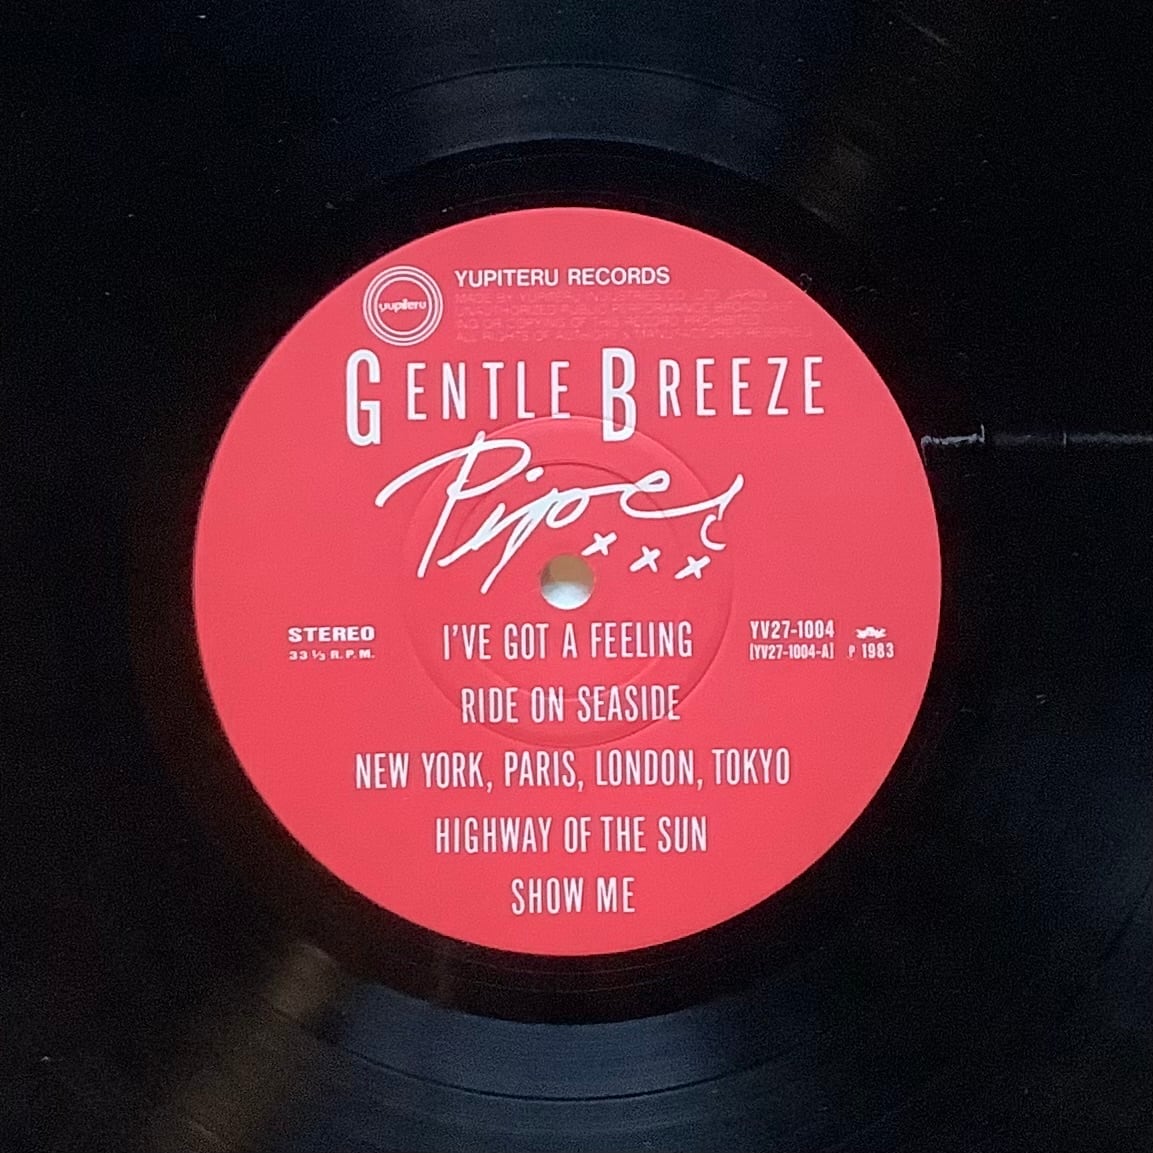 YUPITERU RECORDS
yupiteru
GENTLE BREEZE
Piper
STEREO
33 1/3 R.P.M.
YV27-1004
[YV27-1004-A] ℗ 1983
I'VE GOT A FEELING
RIDE ON SEASIDE
NEW YORK, PARIS, LONDON, TOKYO
HIGHWAY OF THE SUN
SHOW ME